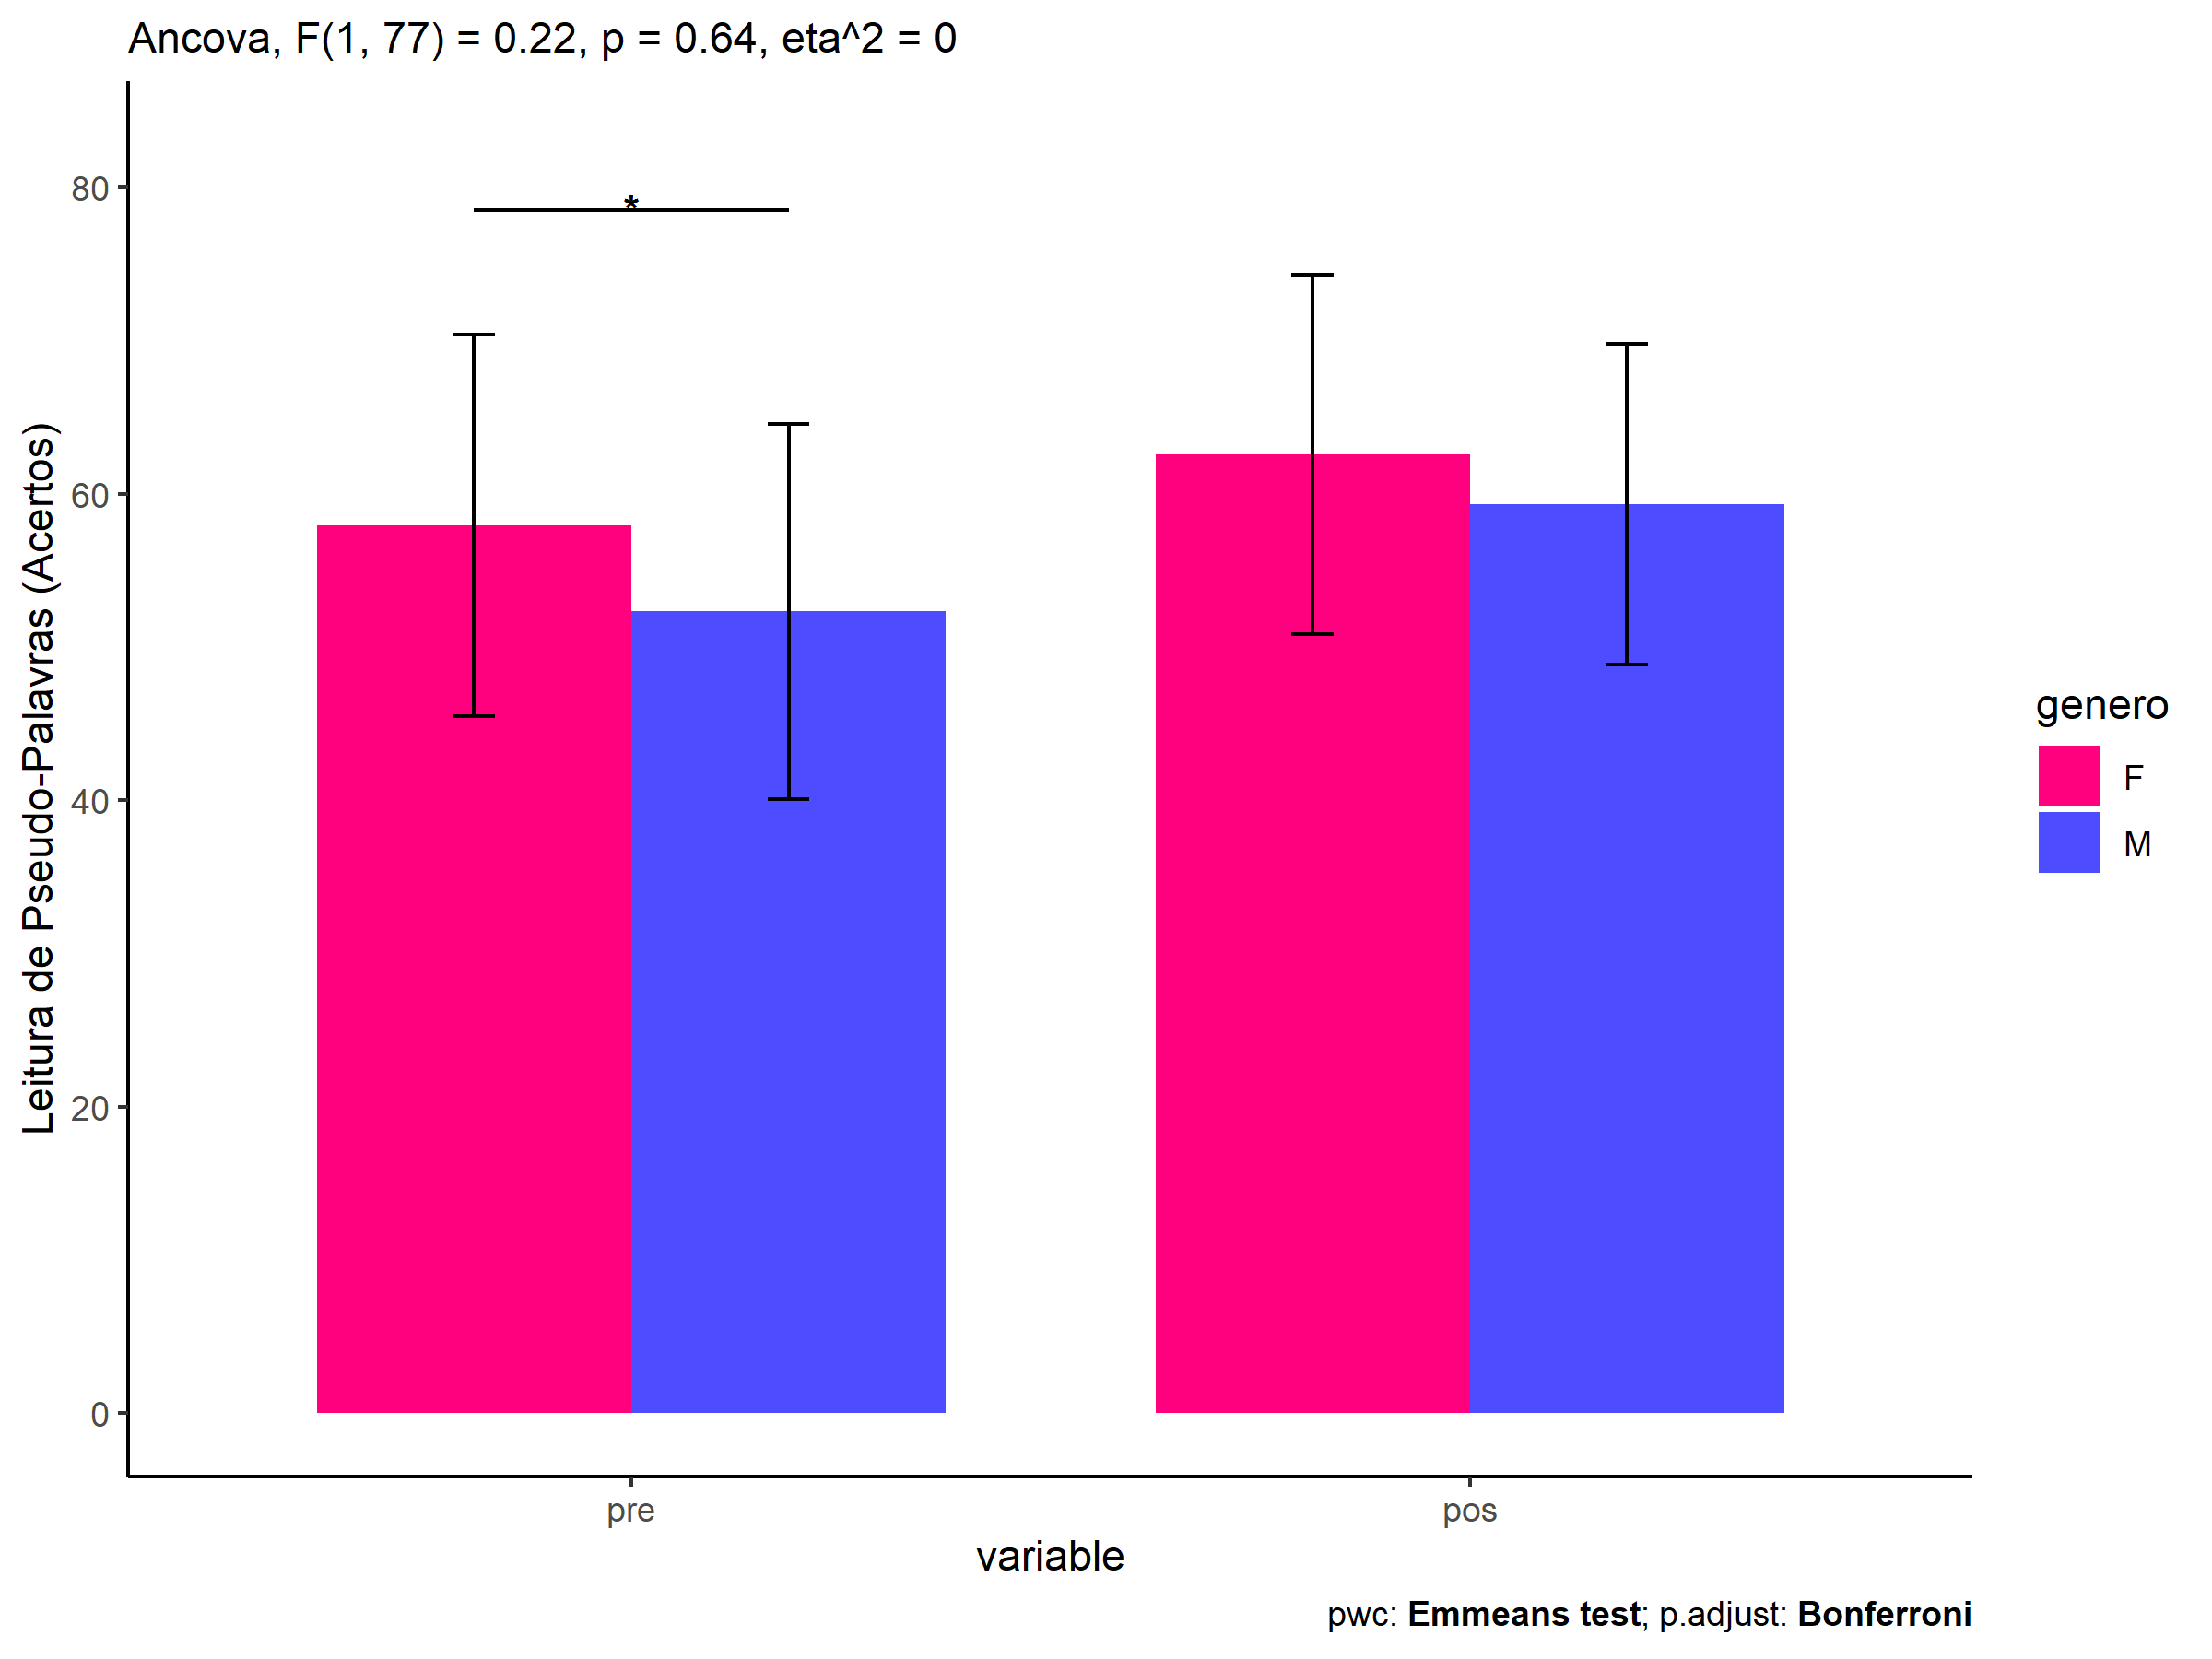 Ancova, F(1, 77) = 0.22, p = 0.64, eta^2 = 0
Leitura de Pseudo-Palavras (Acertos)
80
60
40
20
0
*
pre
pos
variable
genero
F
M
pwc: Emmeans test; p.adjust: Bonferroni